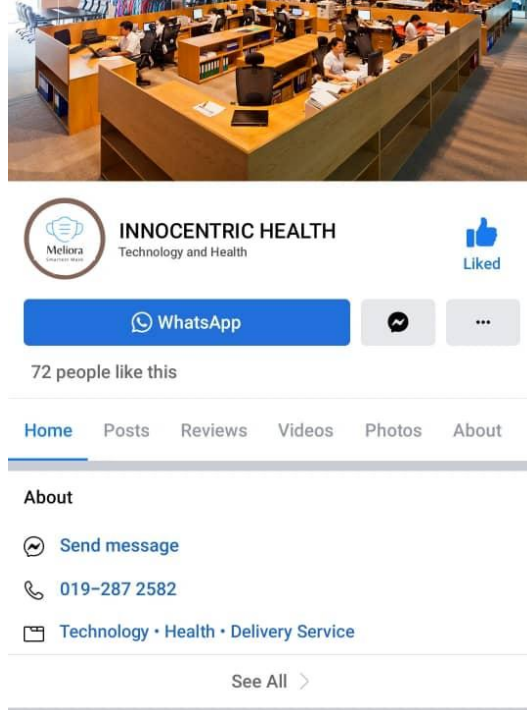 Meliora
INNOCENTRIC HEALTH
Technology and Health
Liked
WhatsApp
72 people like this
Home Posts Reviews Videos Photos About
About
Send message
019-287 2582
Technology • Health • Delivery Service
See All